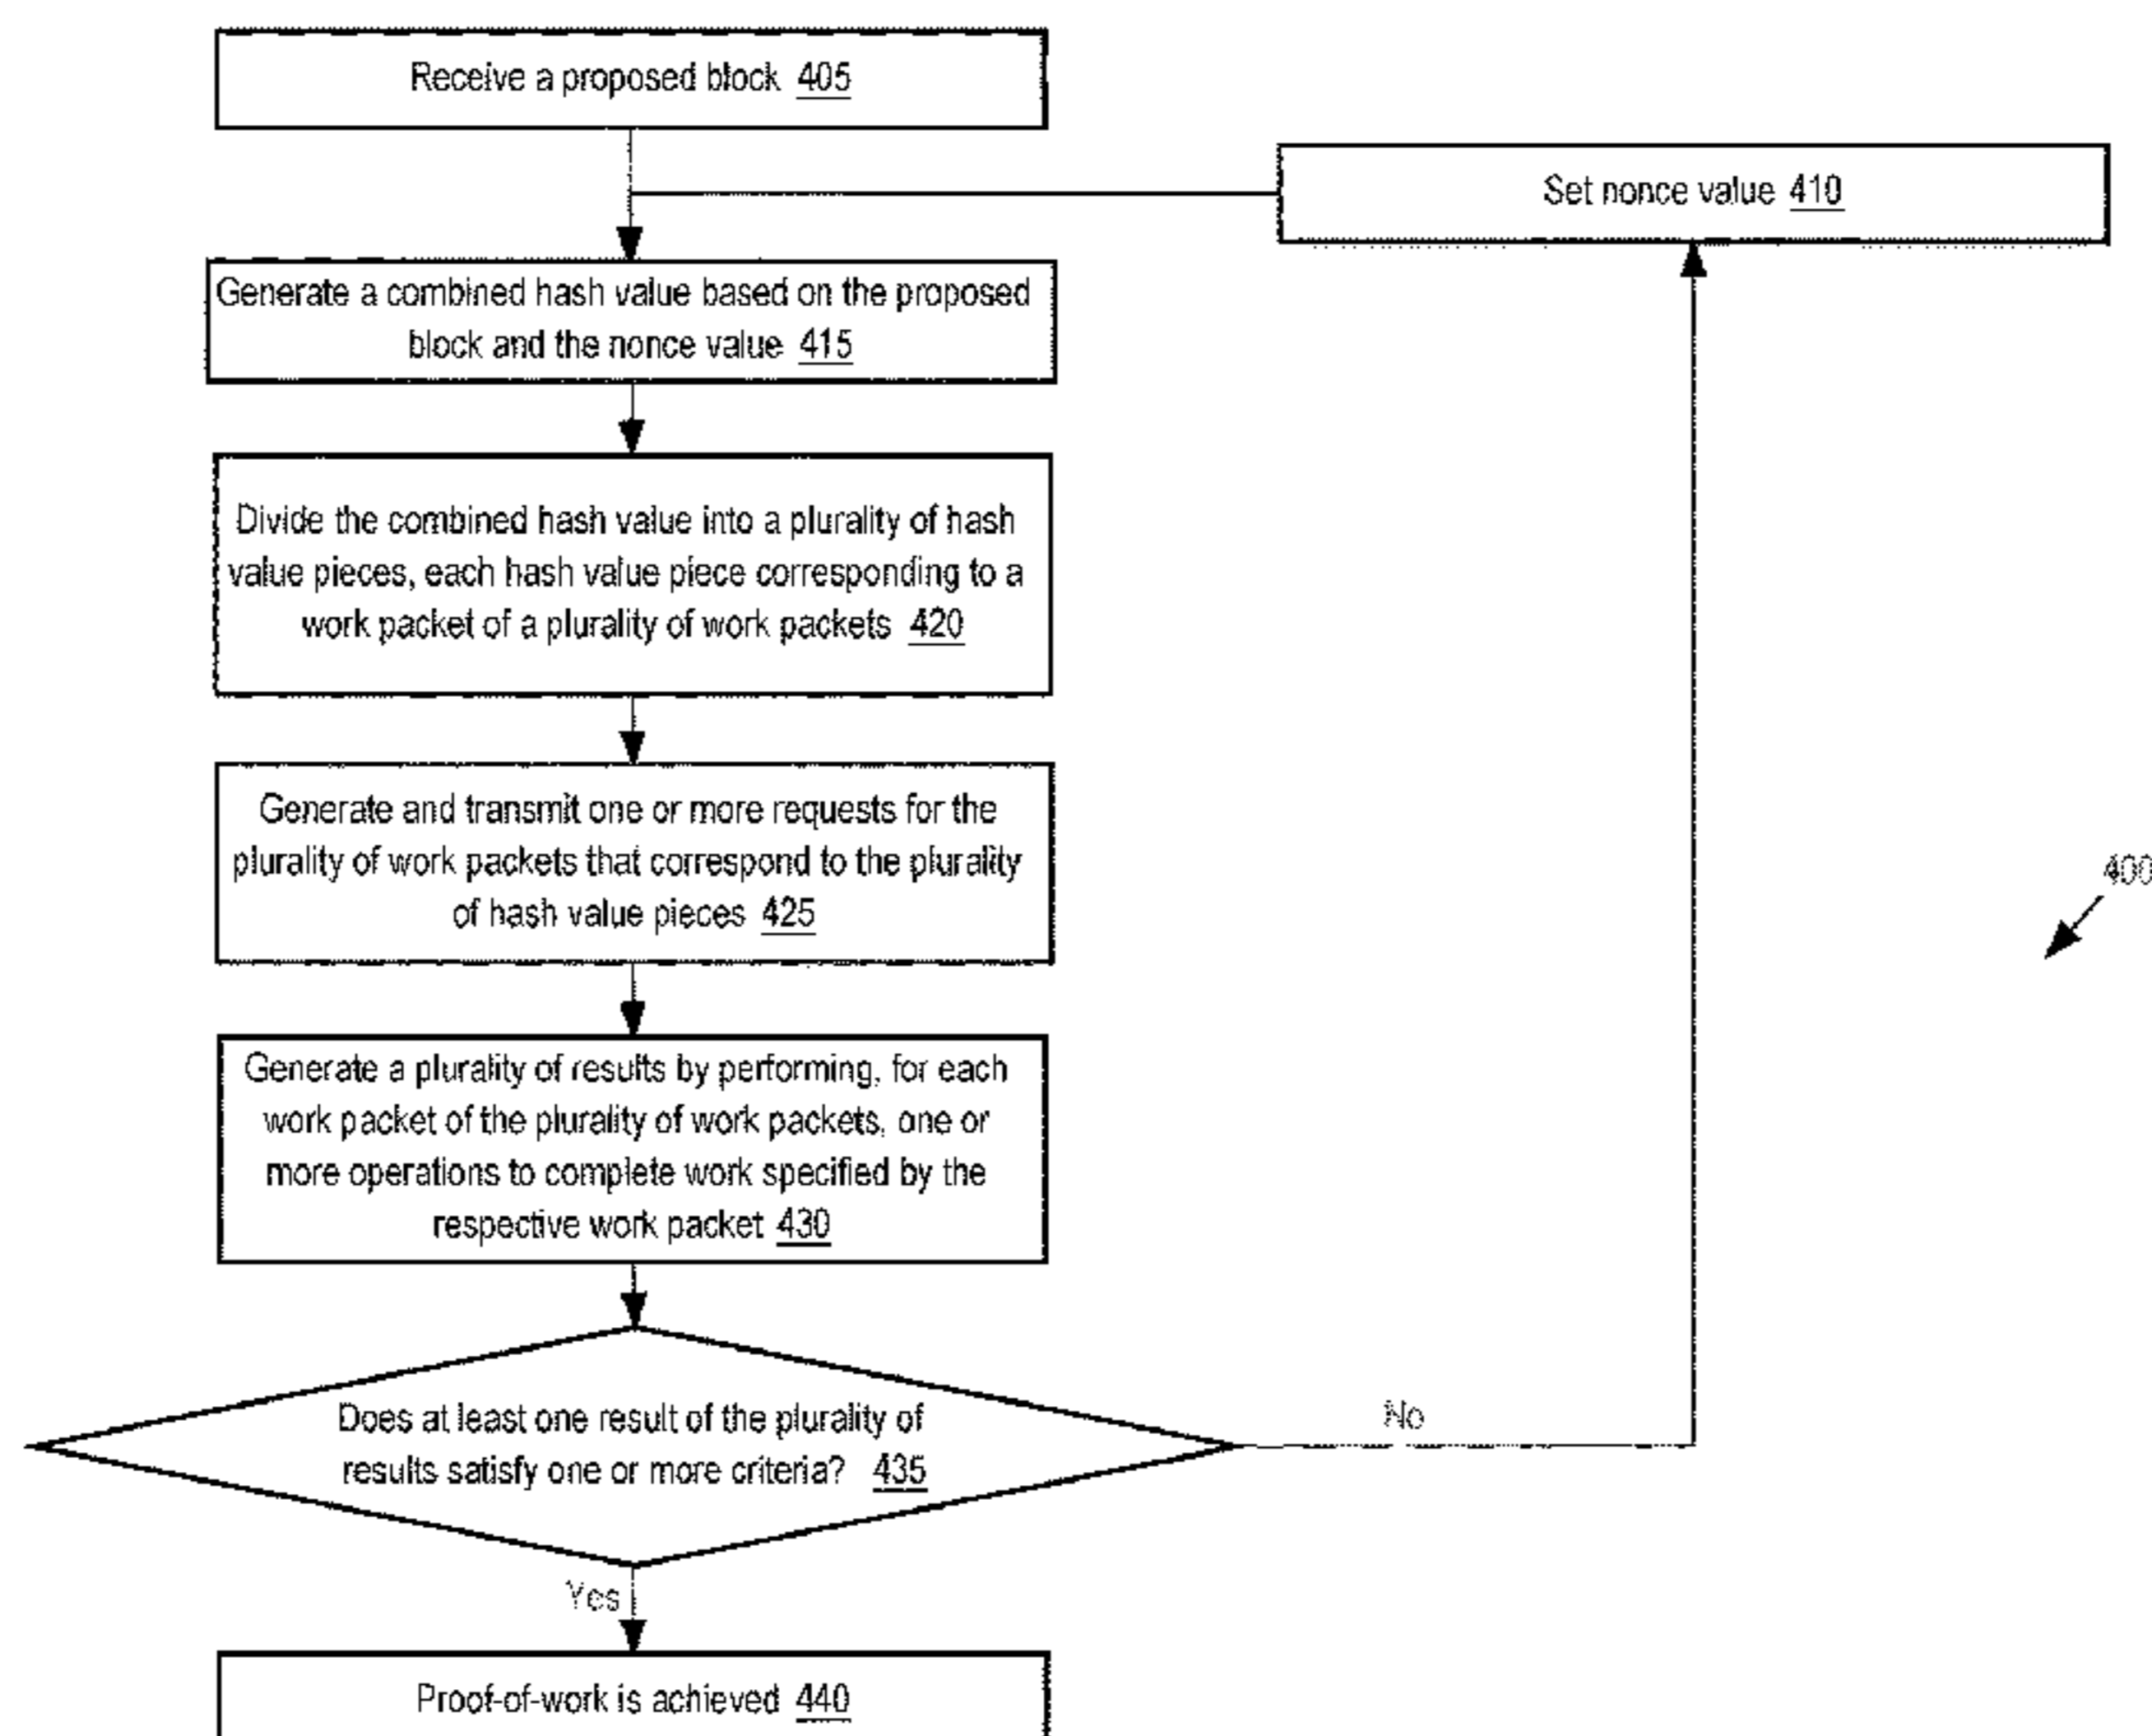 Receive a proposed block 405
Set nonce value 410
Generate a combined hash value based on the proposed
block and the nonce value 415
Divide the combined hash value into a plurality of hash
value pieces, each hash value piece corresponding to a
work packet of a plurality of work packets 420
Generate and transmit one or more requests for the
plurality of work packets that correspond to the plurality
of hash value pieces 425
400
Generate a plurality of results by performing, for each
work packet of the plurality of work packets, one or
more operations to complete work specified by the
respective work packet 430
Does at least one result of the plurality of
results satisfy one or more criteria? 435
No
Yes
Proof-of-work is achieved 440